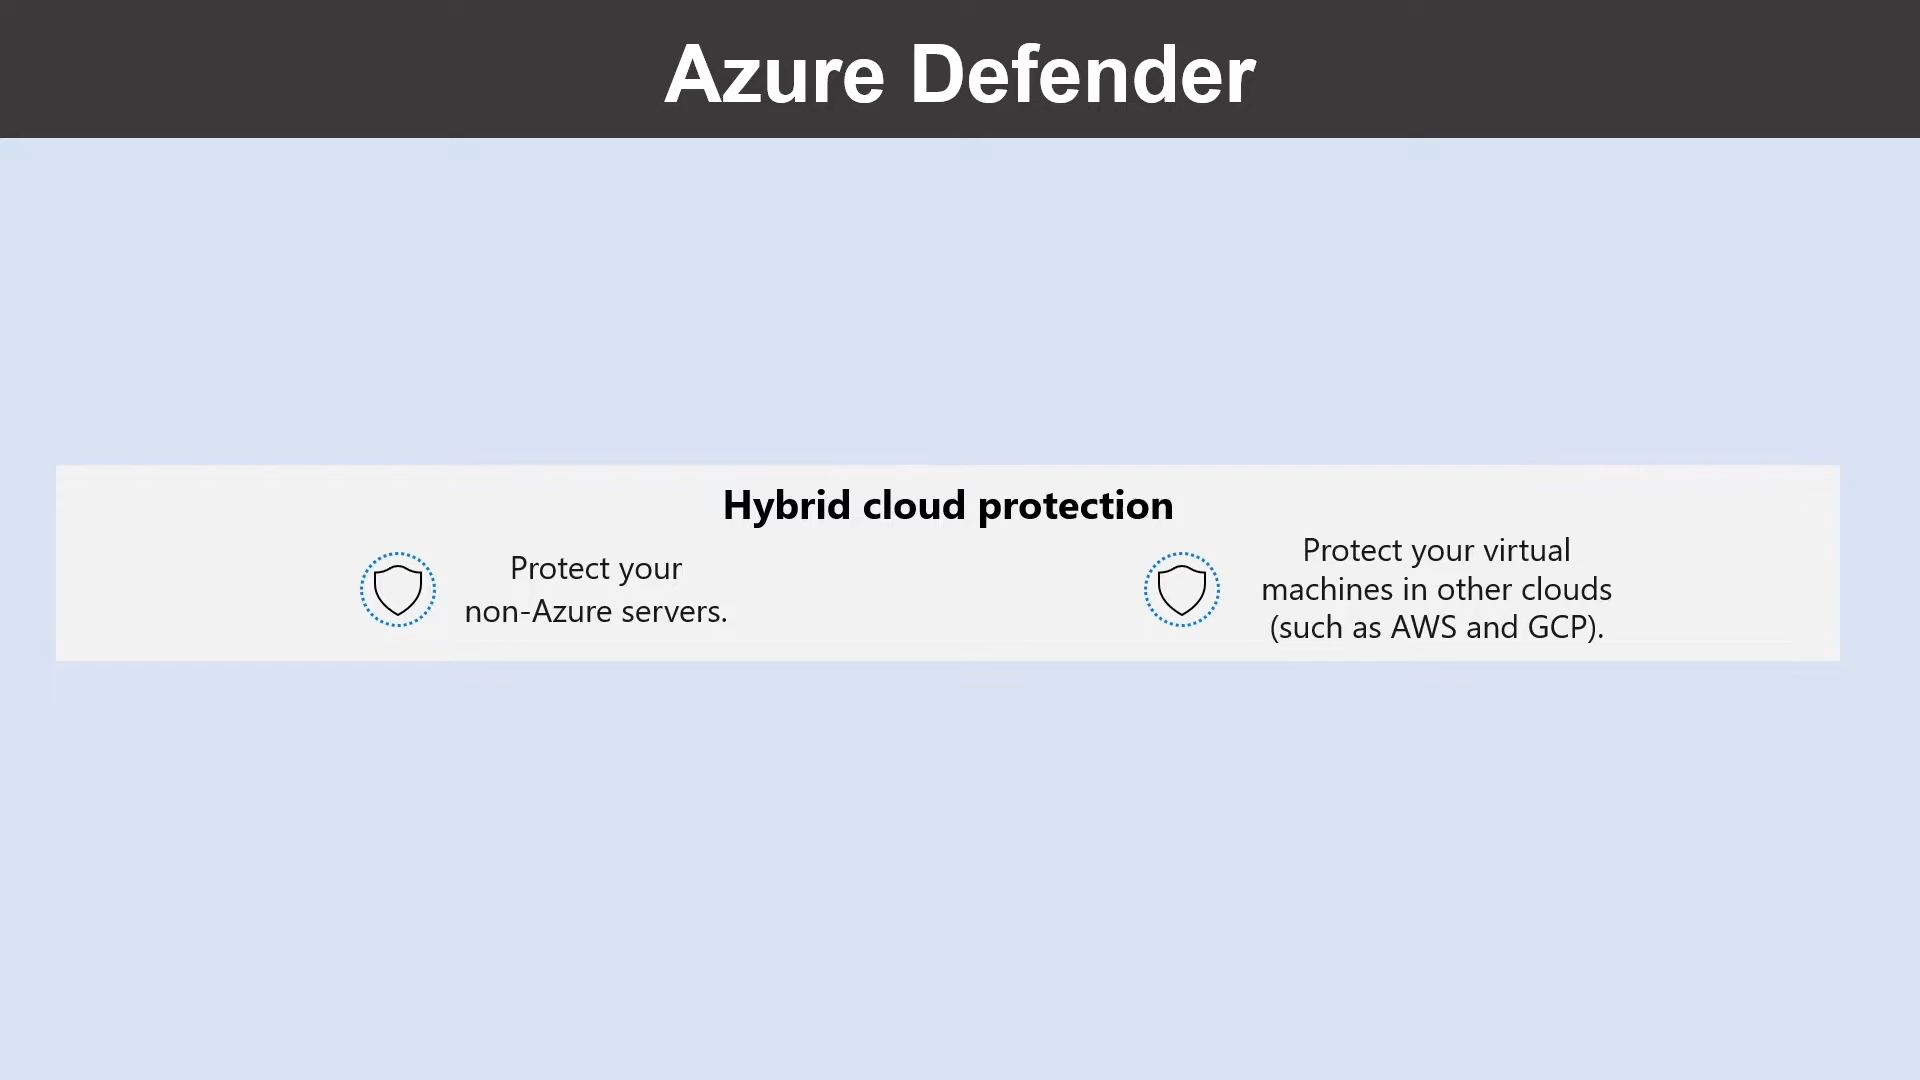 Azure Defender
Hybrid cloud protection
Protect your
non-Azure servers.
Protect your virtual
machines in other clouds
(such as AWS and GCP).